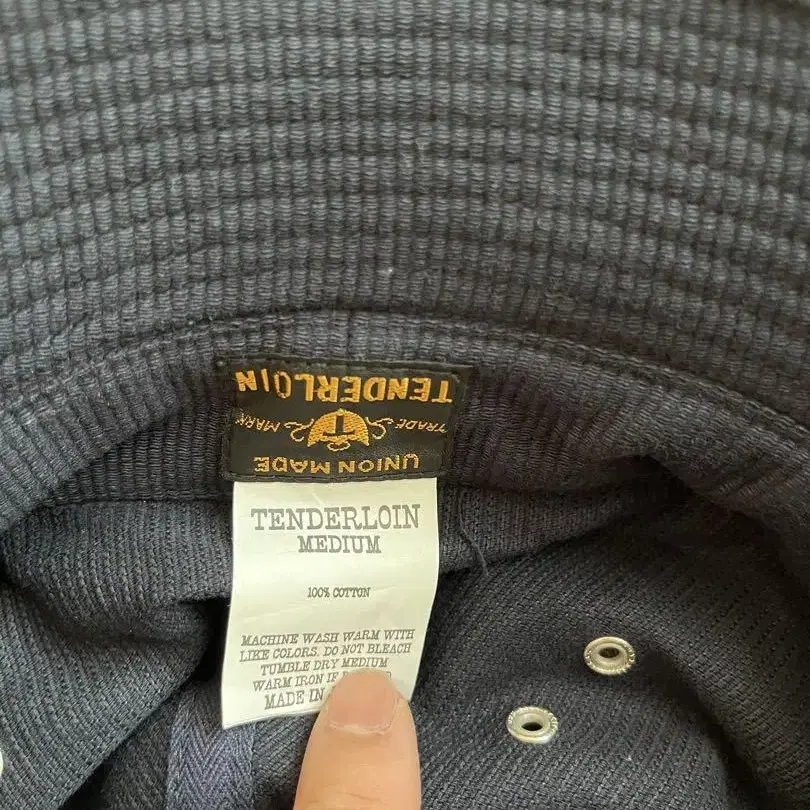 TENDERLOIN
TRADE MARK
UNION MADE
TENDERLOIN
MEDIUM
100% COTTON
MACHINE WASH WARM WITH
LIKE COLORS. DO NOT BLEACH
TUMBLE DRY MEDIUM
WARM IRON IF
MADE IN